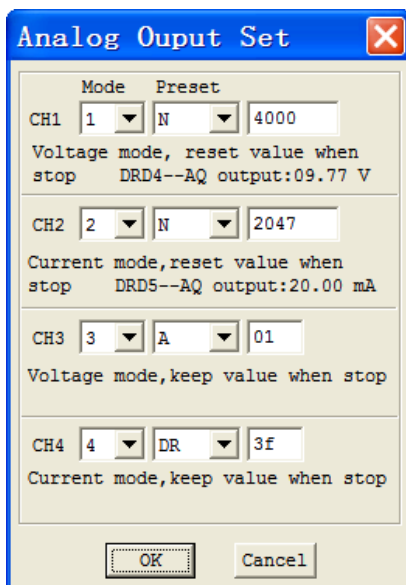 Analog Ouput Set
Mode Preset
CH1 1 N 4000
Voltage mode, reset value when
stop DRD4--AQ output:09.77 V
CH2 2 N 2047
Current mode,reset value when
stop DRD5--AQ output:20.00 mA
CH3 3 A 01
Voltage mode,keep value when stop
CH4 4 DR 3f
Current mode,keep value when stop
OK Cancel